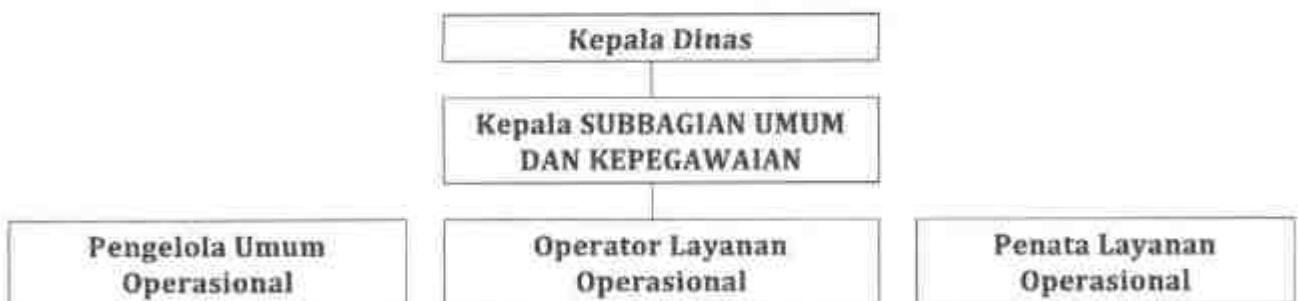 Kepala Dinas
Kepala SUBBAGIAN UMUM
DAN KEPEGAWAIAN
Pengelola Umum
Operasional
Operator Layanan
Operasional
Penata Layanan
Operasional